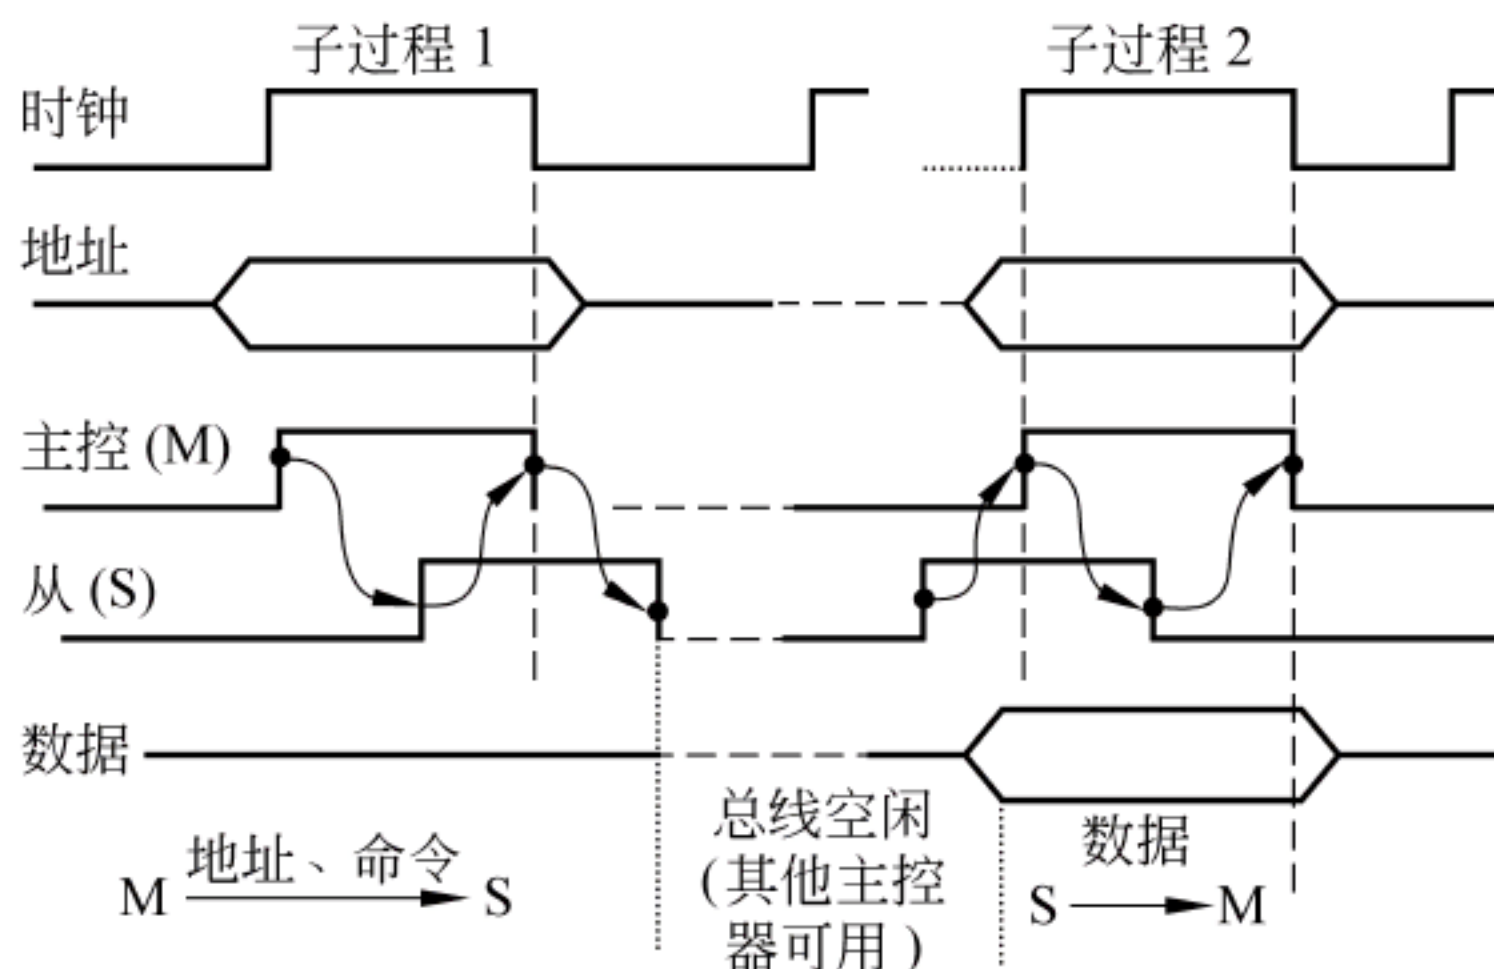 子过程 1
子过程 2
时钟
地址
主控 (M)
从 (S)
数据
总线空闲
(其他主控
器可用)
地址、命令
M
S
数据
S
M